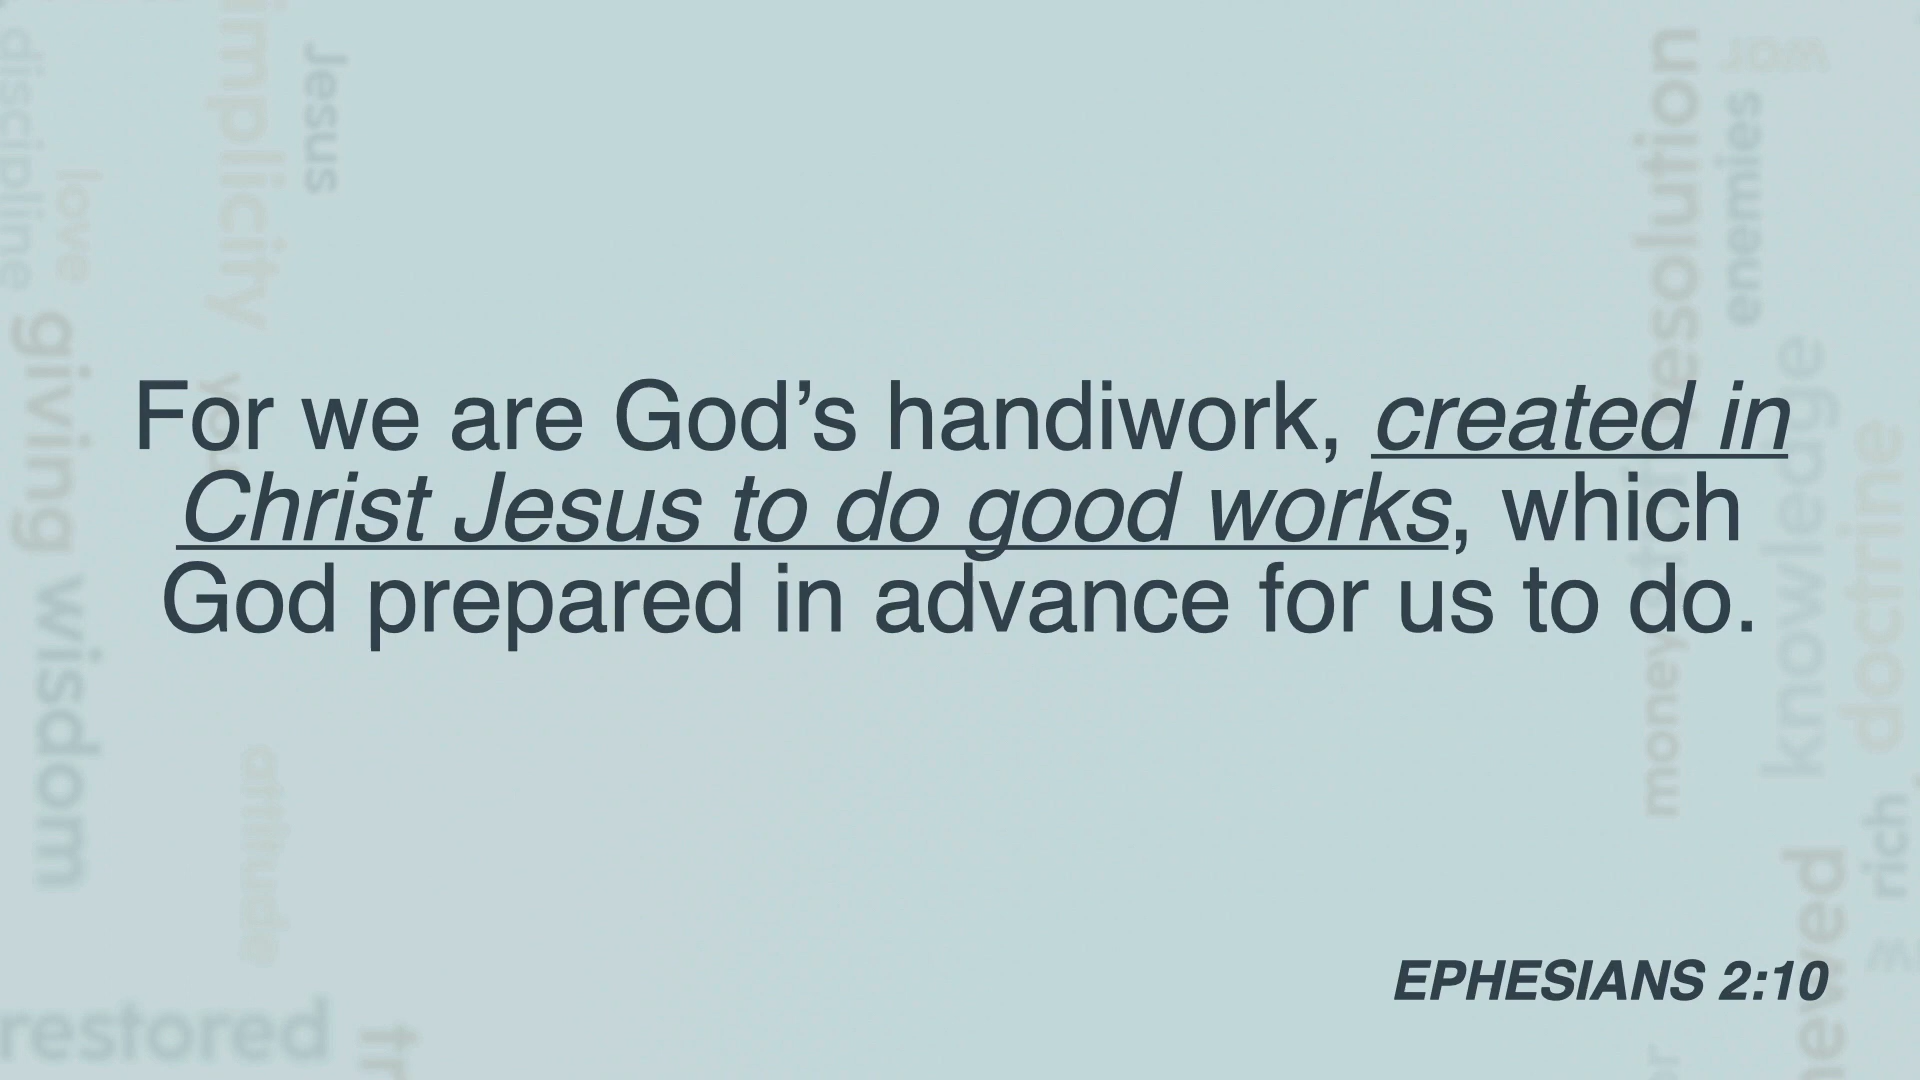 For we are God’s handiwork, created in
Christ Jesus to do good works, which
God prepared in advance for us to do.
EPHESIANS 2:10
discipline
love
giving
wisdom
Jesus
attitude
restored
resolution
enemies
knowledge
doctrine
money
rich